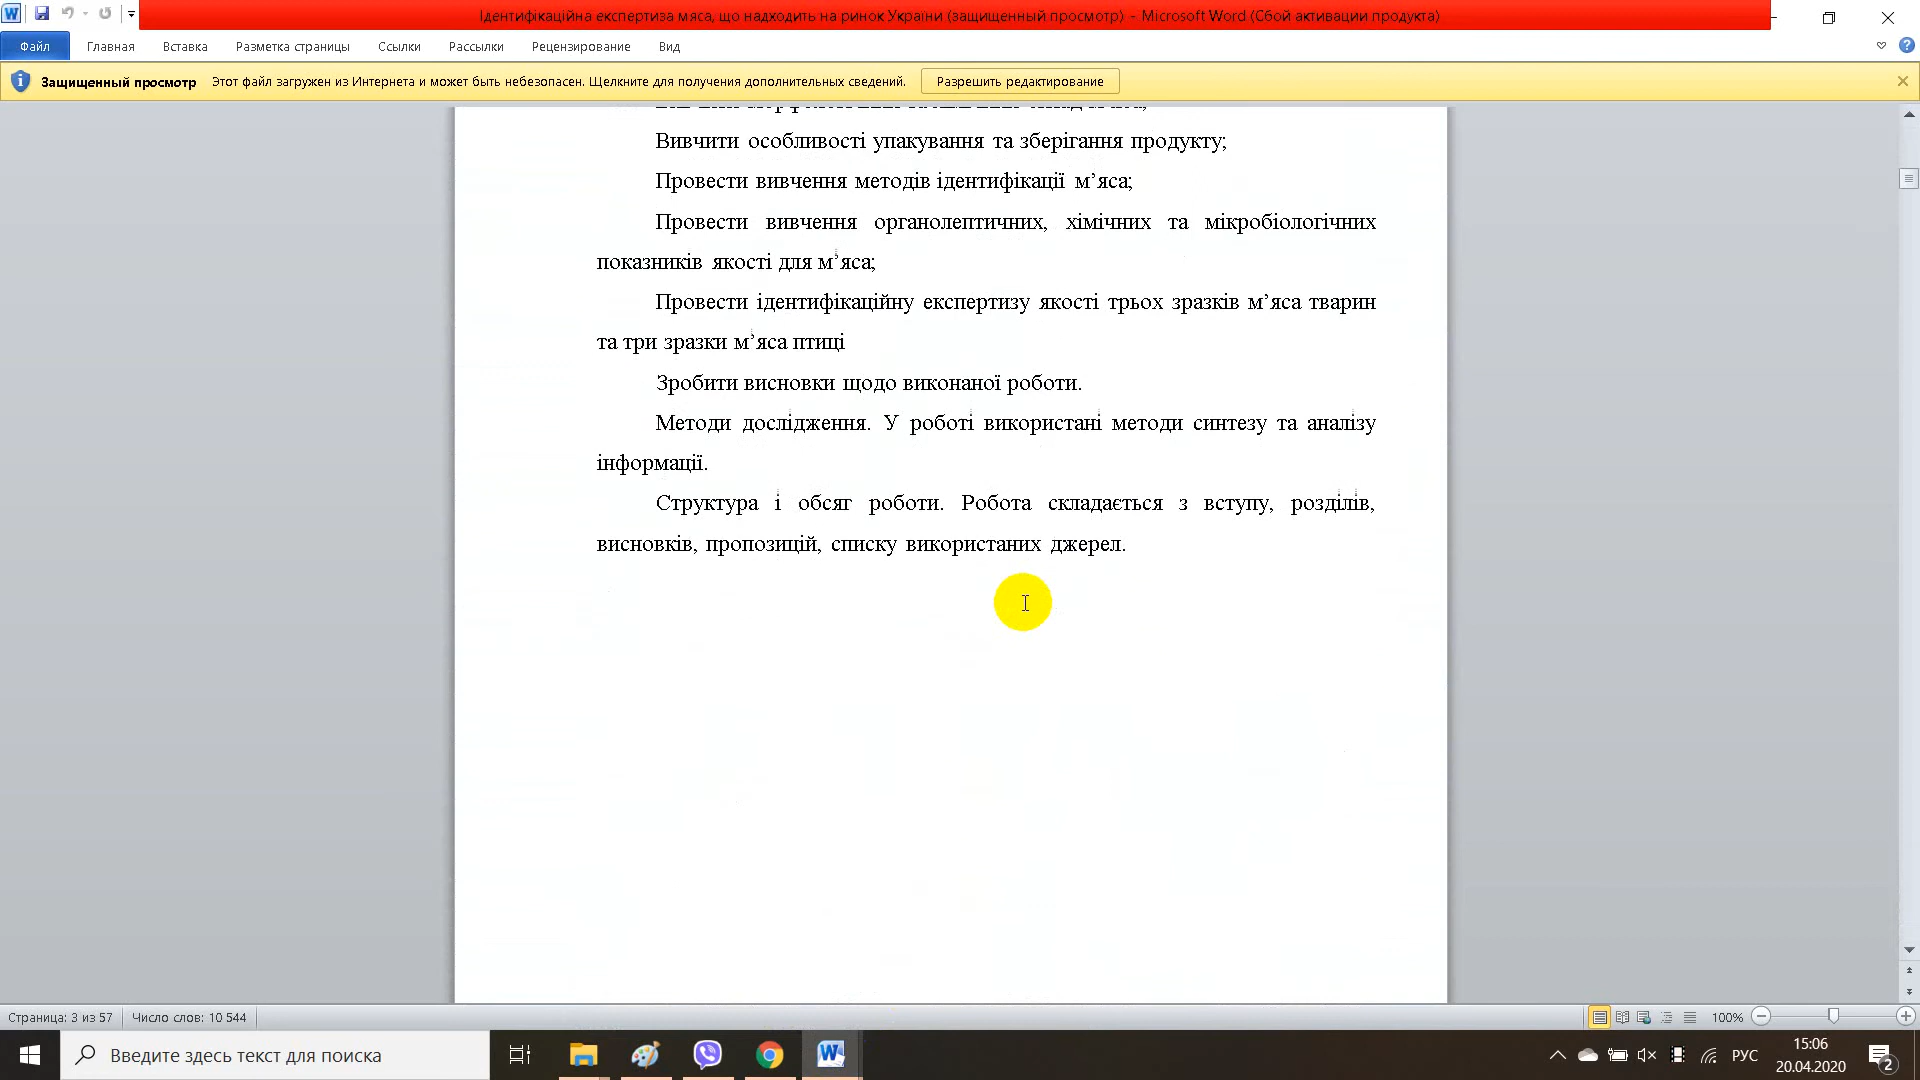 Ідентифікаційна експертиза мяса, що надходить на ринок України (защищенный просмотр) - Microsoft Word (Сбой активации продукта)
Файл Главная Вставка Разметка страницы Ссылки Рассылки Рецензирование Вид
Защищенный просмотр Этот файл загружен из Интернета и может быть небезопасен. Щелкните для получения дополнительных сведений. Разрешить редактирование
Вивчити особливості упакування та зберігання продукту;
Провести вивчення методів ідентифікації м’яса;
Провести вивчення органолептичних, хімічних та мікробіологічних
показників якості для м’яса;
Провести ідентифікаційну експертизу якості трьох зразків м’яса тварин
та три зразки м’яса птиці
Зробити висновки щодо виконаної роботи.
Методи дослідження. У роботі використані методи синтезу та аналізу
інформації.
Структура і обсяг роботи. Робота складається з вступу, розділів,
висновків, пропозицій, списку використаних джерел.
Страница: 3 из 57 Число слов: 10 544 100%
Введите здесь текст для поиска
РУС
15:06
20.04.2020
2